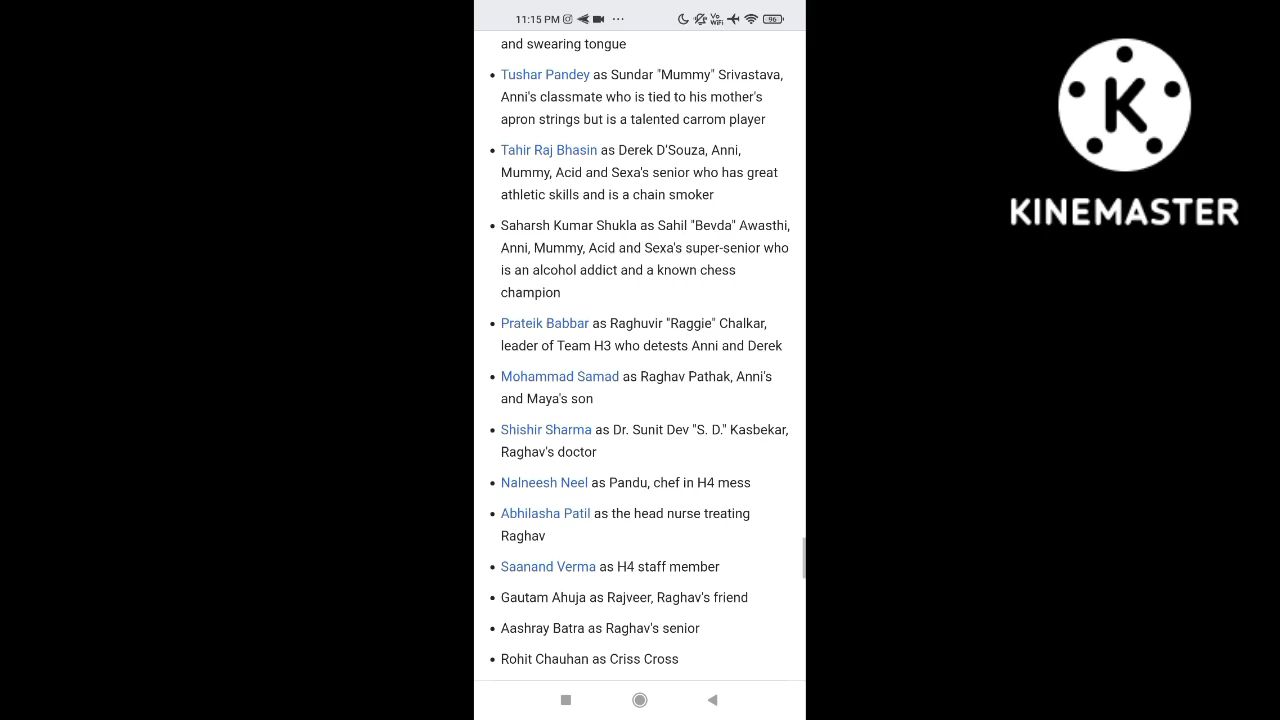 11:15 PM
Vo
WiFi
96
and swearing tongue
• Tushar Pandey as Sundar "Mummy" Srivastava,
Anni's classmate who is tied to his mother's
apron strings but is a talented carrom player
• Tahir Raj Bhasin as Derek D'Souza, Anni,
Mummy, Acid and Sexa's senior who has great
athletic skills and is a chain smoker
• Saharsh Kumar Shukla as Sahil "Bevda" Awasthi,
Anni, Mummy, Acid and Sexa's super-senior who
is an alcohol addict and a known chess
champion
• Prateik Babbar as Raghuvir "Raggie" Chalkar,
leader of Team H3 who detests Anni and Derek
• Mohammad Samad as Raghav Pathak, Anni's
and Maya's son
• Shishir Sharma as Dr. Sunit Dev "S. D." Kasbekar,
Raghav's doctor
• Nalneesh Neel as Pandu, chef in H4 mess
• Abhilasha Patil as the head nurse treating
Raghav
• Saanand Verma as H4 staff member
• Gautam Ahuja as Rajveer, Raghav's friend
• Aashray Batra as Raghav's senior
• Rohit Chauhan as Criss Cross
K
KINEMASTER